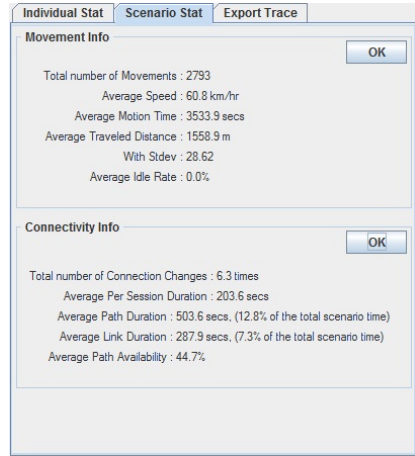 Individual Stat Scenario Stat Export Trace
Movement Info
OK
Total number of Movements : 2793
Average Speed : 60.8 km/hr
Average Motion Time : 3533.9 secs
Average Traveled Distance : 1558.9 m
With Stdev : 28.62
Average Idle Rate : 0.0%
Connectivity Info
OK
Total number of Connection Changes : 6.3 times
Average Per Session Duration : 203.6 secs
Average Path Duration : 503.6 secs, (12.8% of the total scenario time)
Average Link Duration : 287.9 secs, (7.3% of the total scenario time)
Average Path Availability : 44.7%